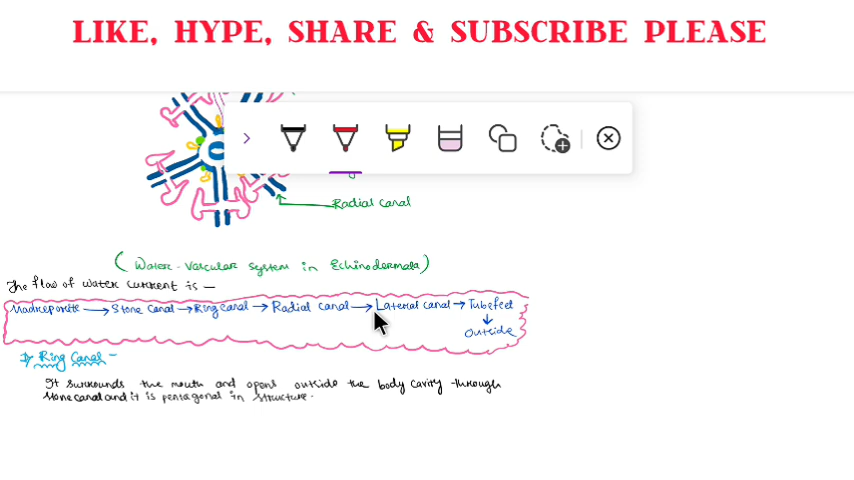 LIKE, HYPE, SHARE & SUBSCRIBE PLEASE
Radial canal
(Water-Vascular system in Echinodermata)
The flow of water current is —
Madreporite → Stone Canal → Ring Canal → Radial canal → Lateral canal → Tubefeet
↓
Outside
Ring Canal -
It surrounds the mouth and opens outside the body cavity through
stone canal and it is pentagonal in structure.